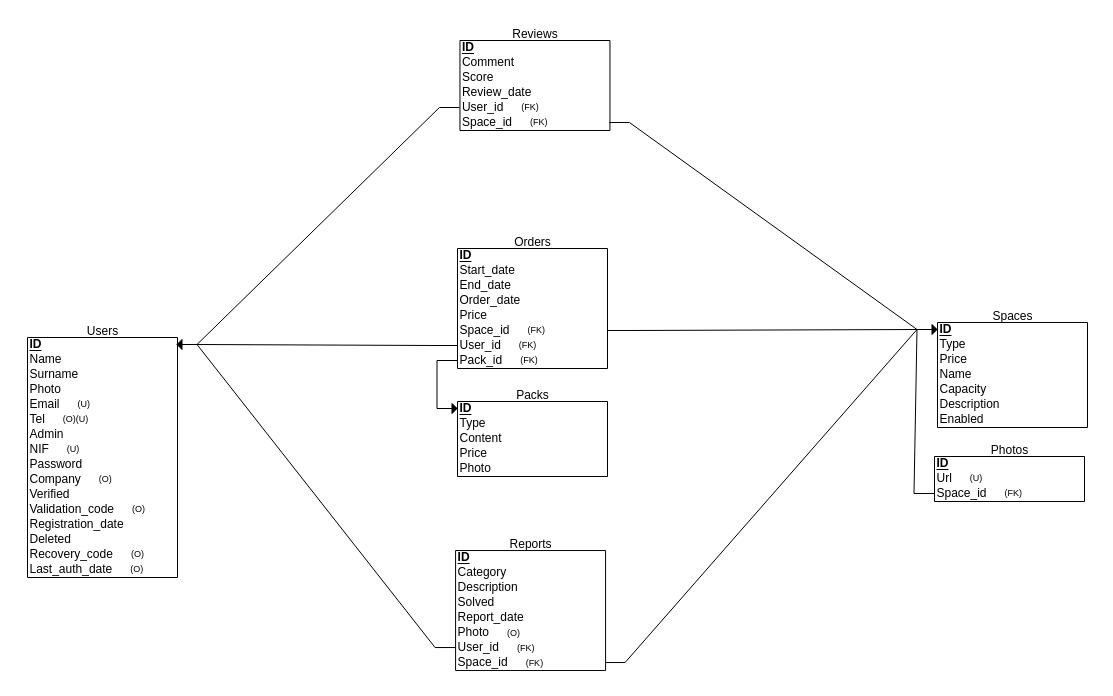 Reviews
ID
Comment
Score
Review_date
User_id (FK)
Space_id (FK)
Orders
ID
Start_date
End_date
Order_date
Price
Space_id (FK)
User_id (FK)
Pack_id (FK)
Users
ID
Name
Surname
Photo
Email (U)
Tel (O)(U)
Admin
NIF (U)
Password
Company (O)
Verified
Validation_code (O)
Registration_date
Deleted
Recovery_code (O)
Last_auth_date (O)
Packs
ID
Type
Content
Price
Photo
Spaces
ID
Type
Price
Name
Capacity
Description
Enabled
Photos
ID
Url (U)
Space_id (FK)
Reports
ID
Category
Description
Solved
Report_date
Photo (O)
User_id (FK)
Space_id (FK)